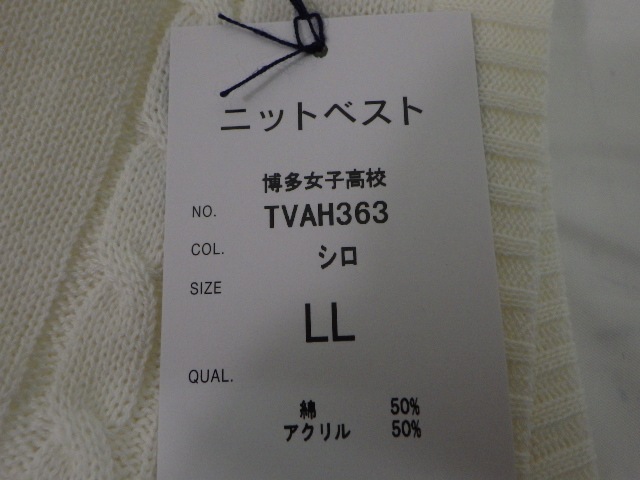 ニットベスト
博多女子高校
NO. TVAH363
COL. シロ
SIZE
LL
QUAL.
綿 50%
アクリル 50%